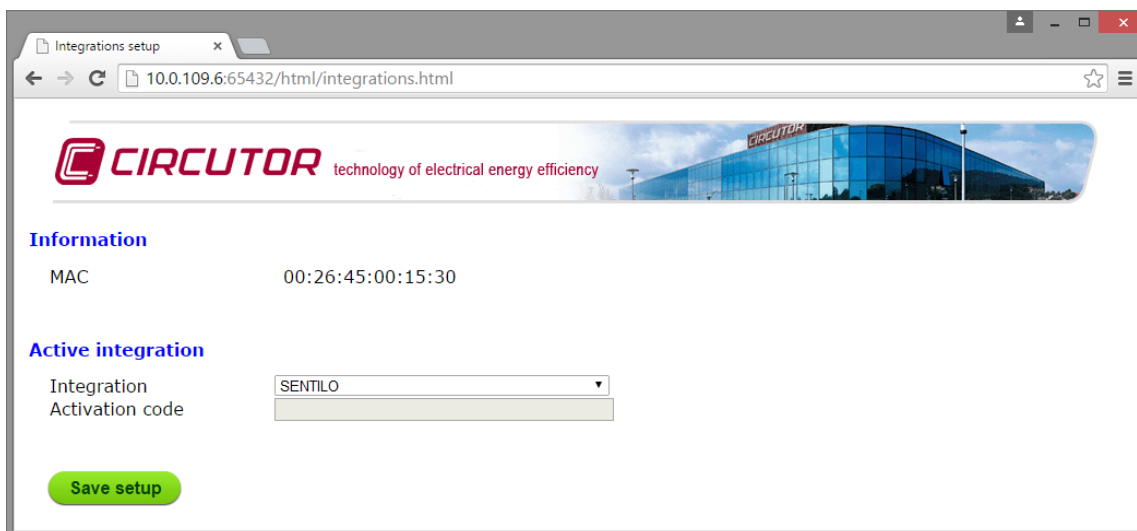 Integrations setup
10.0.109.6:65432/html/integrations.html
CIRCUTOR technology of electrical energy efficiency
CIRCUTOR
Information
MAC 00:26:45:00:15:30
Active integration
Integration SENTILO
Activation code
Save setup